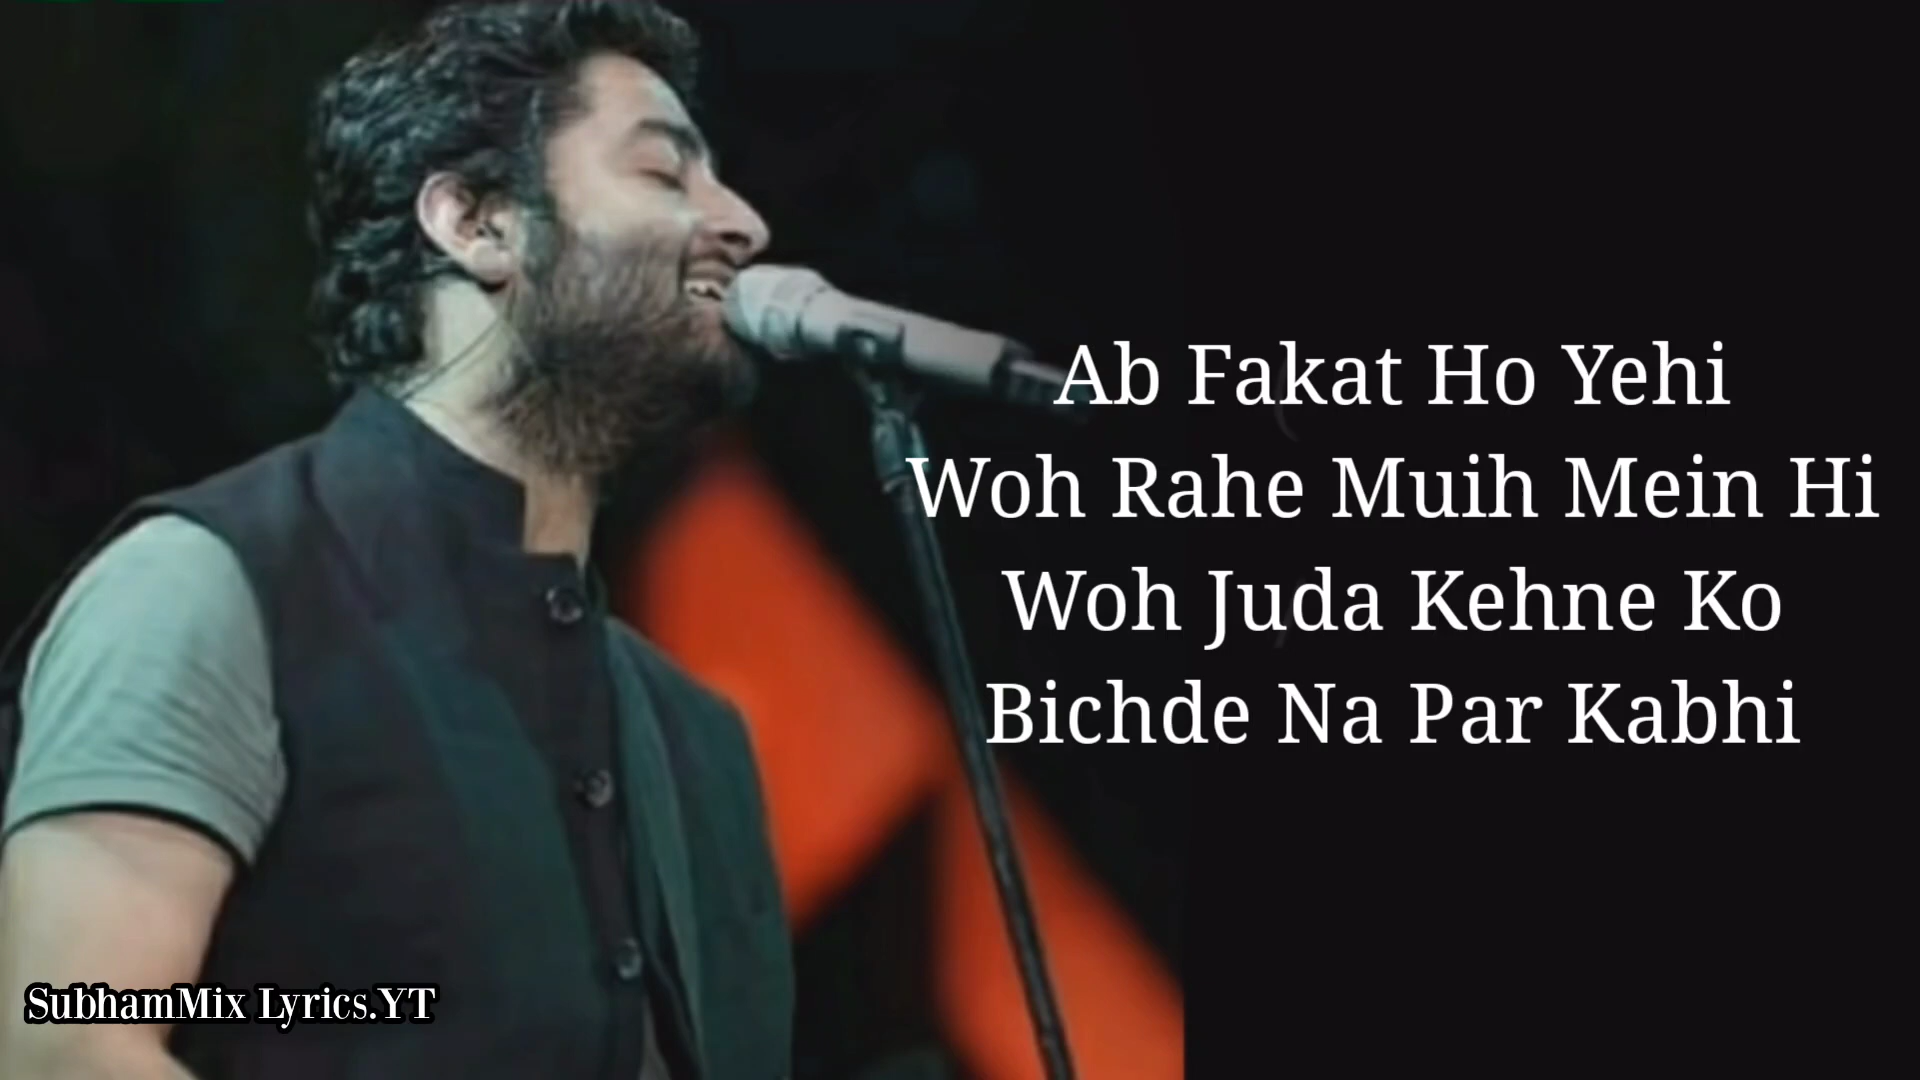 Ab Fakat Ho Yehi
Woh Rahe Muih Mein Hi
Woh Juda Kehne Ko
Bichde Na Par Kabhi
SubhamMix Lyrics.YT